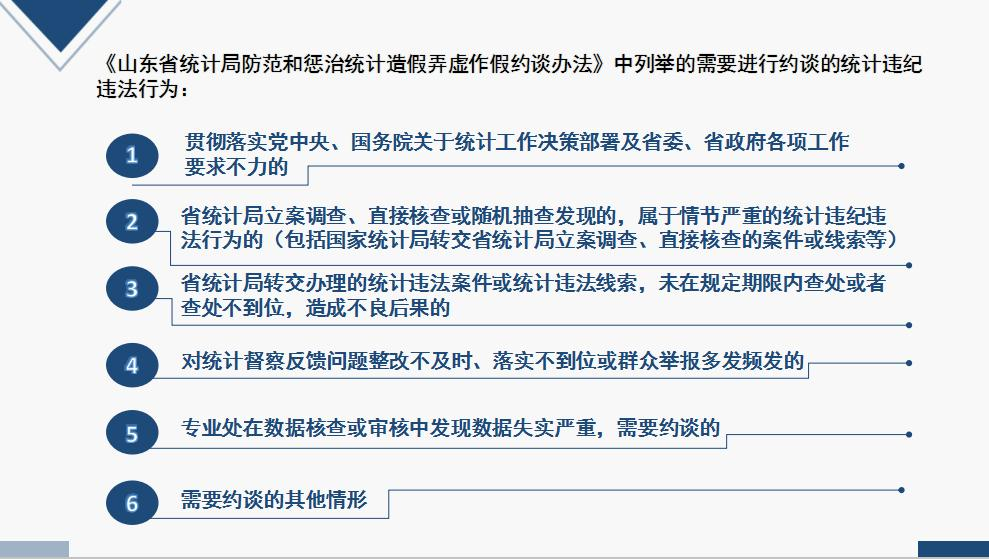 《山东省统计局防范和惩治统计造假弄虚作假约谈办法》中列举的需要进行约谈的统计违纪
违法行为：
1
贯彻落实党中央、国务院关于统计工作决策部署及省委、省政府各项工作
要求不力的
2
省统计局立案调查、直接核查或随机抽查发现的，属于情节严重的统计违纪违
法行为的（包括国家统计局转交省统计局立案调查、直接核查的案件或线索等）
3
省统计局转交办理的统计违法案件或统计违法线索，未在规定期限内查处或者
查处不到位，造成不良后果的
4
对统计督察反馈问题整改不及时、落实不到位或群众举报多发频发的
5
专业处在数据核查或审核中发现数据失实严重，需要约谈的
6
需要约谈的其他情形